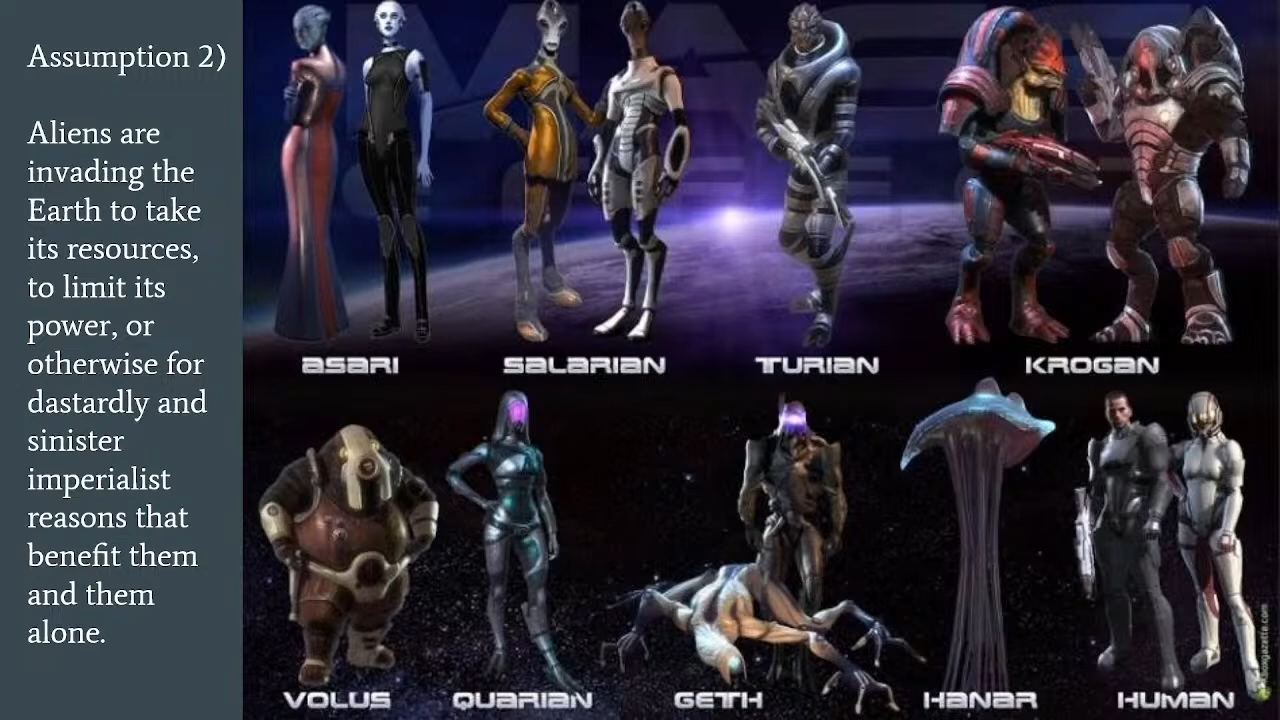 Assumption 2)
Aliens are
invading the
Earth to take
its resources,
to limit its
power, or
otherwise for
dastardly and
sinister
imperialist
reasons that
benefit them
and them
alone.
MASS
ASARI
SALARIAN
TURIAN
KROGAN
VOLUS
QUARIAN
GETH
HANAR
HUMAN